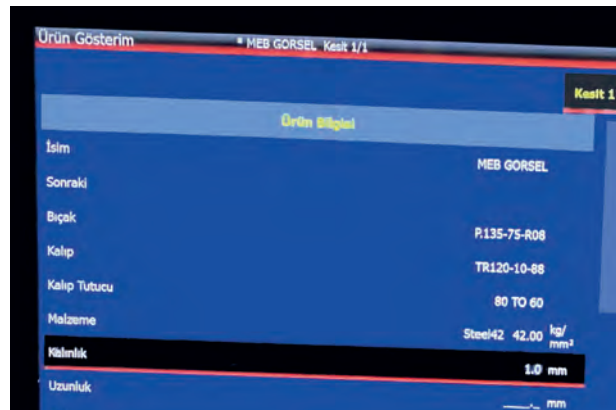 Ürün Gösterim * MEB GORSEL Kesit 1/1
Kesit 1
Ürün Bilgisi
İsim MEB GORSEL
Sonraki
Bıçak P.135-75-R08
Kalıp TR120-10-88
Kalıp Tutucu 80 TO 60
Malzeme Steel42 42.00 kg/mm²
Kalınlık 1.0 mm
Uzunluk ____._ mm